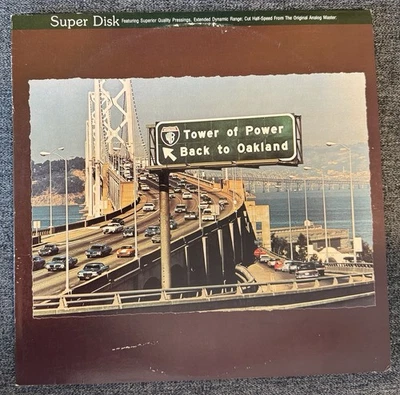 Super Disk Featuring Superior Quality Pressings, Extended Dynamic Range: Cut Half-Speed From The Original Analog Master.
Tower of Power
Back to Oakland